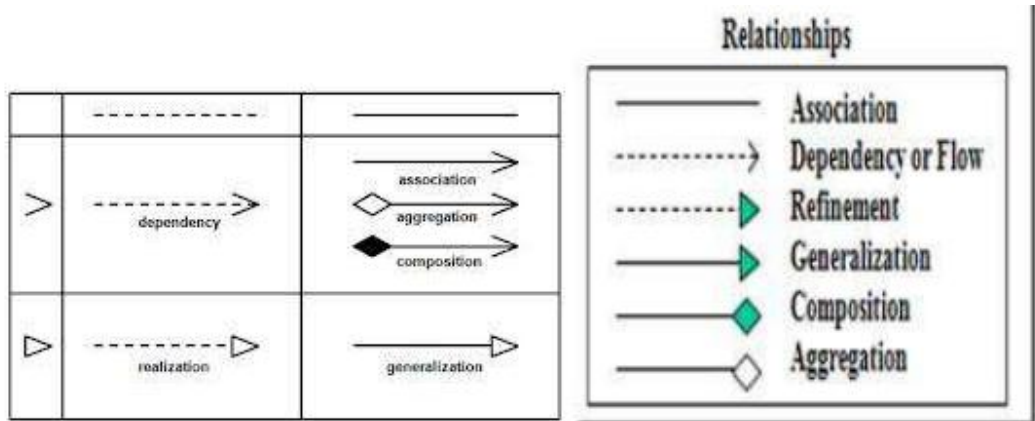 association
aggregation
dependency
composition
realization
generalization
Relationships
Association
Dependency or Flow
Refinement
Generalization
Composition
Aggregation